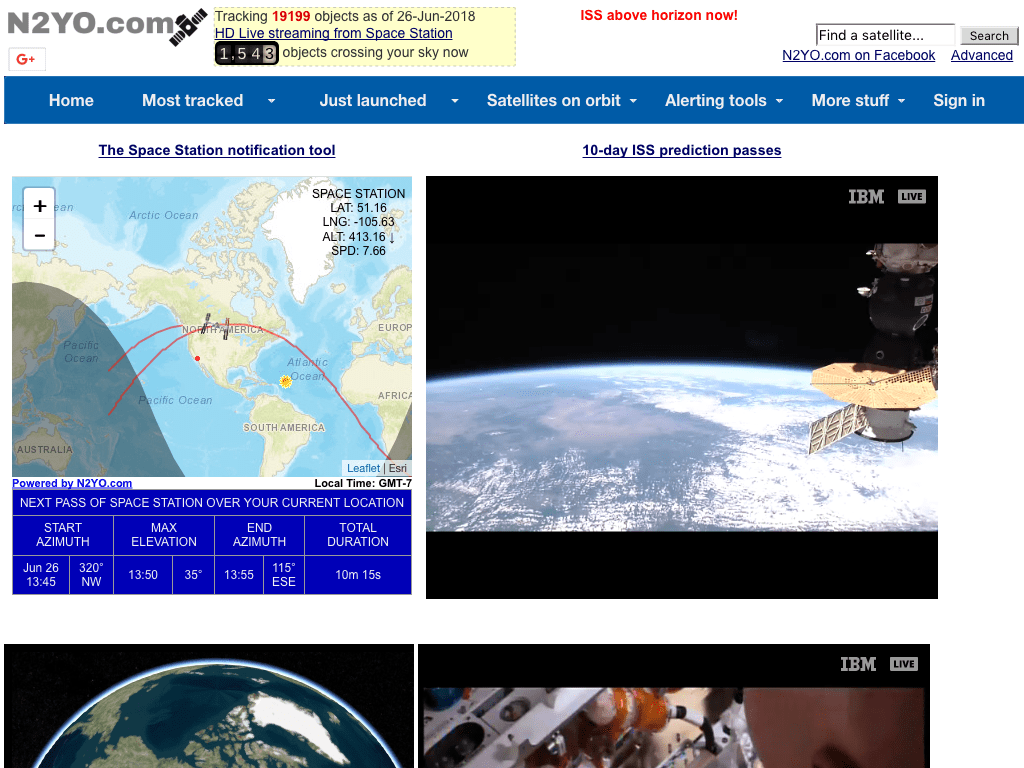 N2YO.com
G+
Tracking 19199 objects as of 26-Jun-2018
HD Live streaming from Space Station
1,543 objects crossing your sky now
ISS above horizon now!
Find a satellite...
Search
N2YO.com on Facebook
Advanced
Home
Most tracked
Just launched
Satellites on orbit
Alerting tools
More stuff
Sign in
The Space Station notification tool
10-day ISS prediction passes
+
-
Arctic Ocean
SPACE STATION
LAT: 51.16
LNG: -105.63
ALT: 413.16 ↓
SPD: 7.66
NORTH AMERICA
EUROP
Pacific
Ocean
Atlantic
Ocean
AFRICA
Pacific Ocean
SOUTH AMERICA
AUSTRALIA
Leaflet | Esri
Powered by N2YO.com
Local Time: GMT-7
NEXT PASS OF SPACE STATION OVER YOUR CURRENT LOCATION
START AZIMUTH
MAX ELEVATION
END AZIMUTH
TOTAL DURATION
Jun 26 13:45
320° NW
13:50
35°
13:55
115° ESE
10m 15s
IBM
LIVE
IBM
LIVE